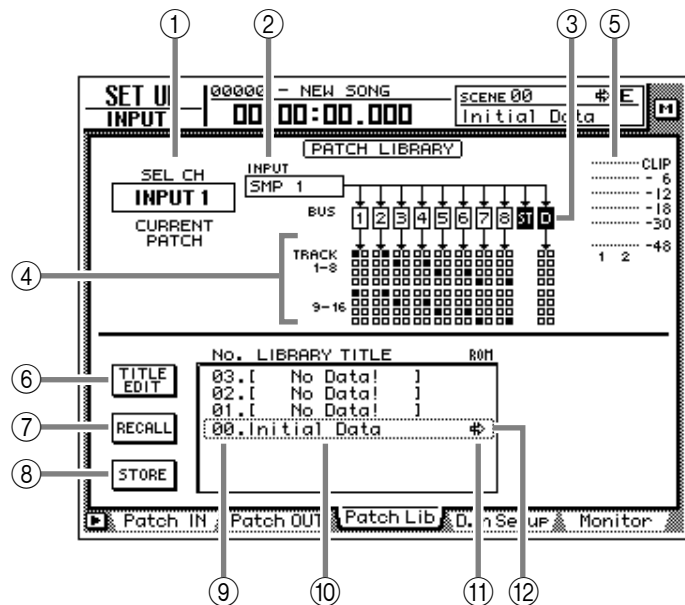 ① ② ③ ⑤
SET U 00000 - NEW SONG SCENE 00 E
INPUT 00 00:00.000 Initial Data M
PATCH LIBRARY
SEL CH
INPUT 1
CURRENT
PATCH
INPUT
SMP 1
BUS 1 2 3 4 5 6 7 8 ST D
CLIP
- 6
-12
-18
-30
-48
1 2
④
TRACK
1-8
9-16
No. LIBRARY TITLE ROM
⑥ TITLE EDIT
03.[ No Data! ]
02.[ No Data! ]
01.[ No Data! ]
⑦ RECALL
00.Initial Data
⑧ STORE
Patch IN Patch OUT Patch Lib Monitor
⑨ ⑩ ⑪ ⑫